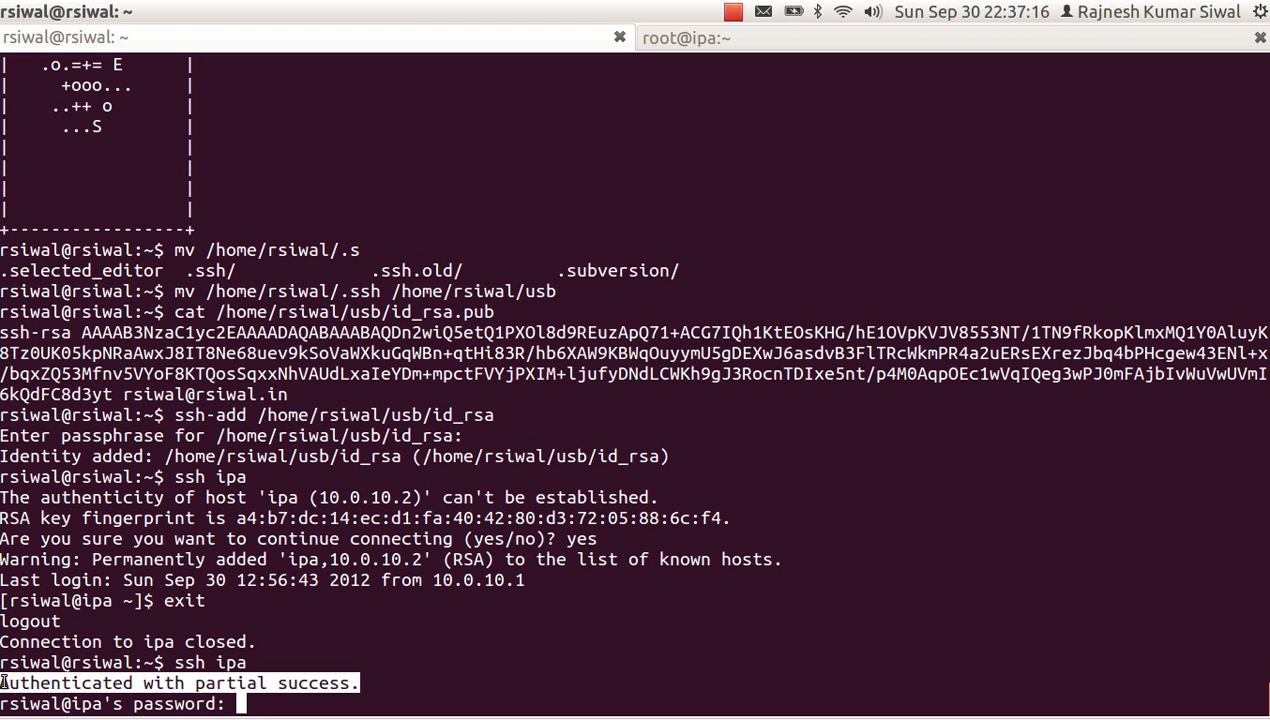 rsiwal@rsiwal: ~
Sun Sep 30 22:37:16 Rajnesh Kumar Siwal
rsiwal@rsiwal: ~
root@ipa:~
| .o.=+= E |
| +ooo... |
| ..++ o |
| ...S |
| |
| |
| |
| |
+-----------------+
rsiwal@rsiwal:~$ mv /home/rsiwal/.s
.selected_editor .ssh/ .ssh.old/ .subversion/
rsiwal@rsiwal:~$ mv /home/rsiwal/.ssh /home/rsiwal/usb
rsiwal@rsiwal:~$ cat /home/rsiwal/usb/id_rsa.pub
ssh-rsa AAAAB3NzaC1yc2EAAAADAQABAAABAQDn2wiQ5etQ1PXOl8d9REuzApQ71+ACG7IQh1KtEOsKHG/hE1OVpKVJV8553NT/1TN9fRkopKlmxMQ1Y0AluyK
8Tz0UK05kpNRaAwxJ8IT8Ne68uev9kSoVaWXkuGqWBn+qtHi83R/hb6XAW9KBWqOuyymU5gDEXwJ6asdvB3FlTRcWkmPR4a2uERsEXrezJbq4bPHcgew43ENl+x
/bqxZQ53Mfnv5VYoF8KTQosSqxxNhVAUdLxaIeYDm+mpctFVYjPXIM+ljufyDNdLCWKh9gJ3RocnTDIxe5nt/p4M0AqpOEc1wVqIQeg3wPJ0mFAjbIvWuVwUVmI
6kQdFC8d3yt rsiwal@rsiwal.in
rsiwal@rsiwal:~$ ssh-add /home/rsiwal/usb/id_rsa
Enter passphrase for /home/rsiwal/usb/id_rsa:
Identity added: /home/rsiwal/usb/id_rsa (/home/rsiwal/usb/id_rsa)
rsiwal@rsiwal:~$ ssh ipa
The authenticity of host 'ipa (10.0.10.2)' can't be established.
RSA key fingerprint is a4:b7:dc:14:ec:d1:fa:40:42:80:d3:72:05:88:6c:f4.
Are you sure you want to continue connecting (yes/no)? yes
Warning: Permanently added 'ipa,10.0.10.2' (RSA) to the list of known hosts.
Last login: Sun Sep 30 12:56:43 2012 from 10.0.10.1
[rsiwal@ipa ~]$ exit
logout
Connection to ipa closed.
rsiwal@rsiwal:~$ ssh ipa
Authenticated with partial success.
rsiwal@ipa's password: